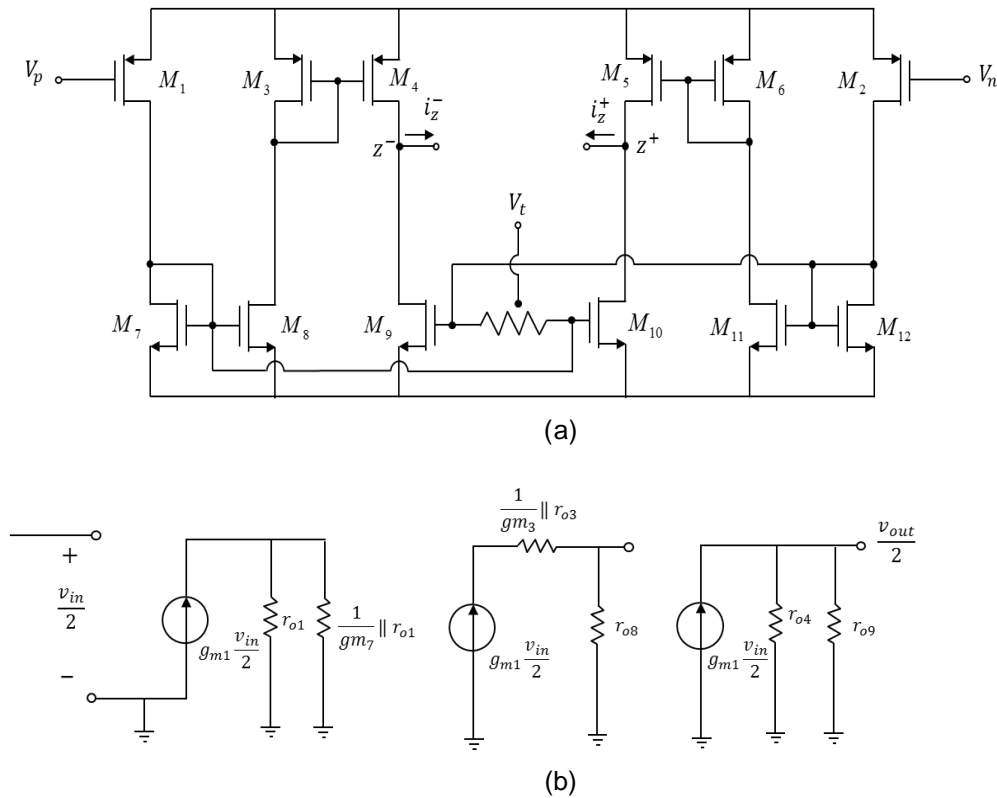 V_p
M_1
M_3
M_4
i_z^-
z^-
i_z^+
z^+
M_5
M_6
M_2
V_n
V_t
M_7
M_8
M_9
M_10
M_11
M_12
(a)
+
v_in/2
−
g_m1 v_in/2
r_o1
1/gm_7 ∥ r_o1
1/gm_3 ∥ r_o3
g_m1 v_in/2
r_o8
g_m1 v_in/2
r_o4
r_o9
v_out/2
(b)